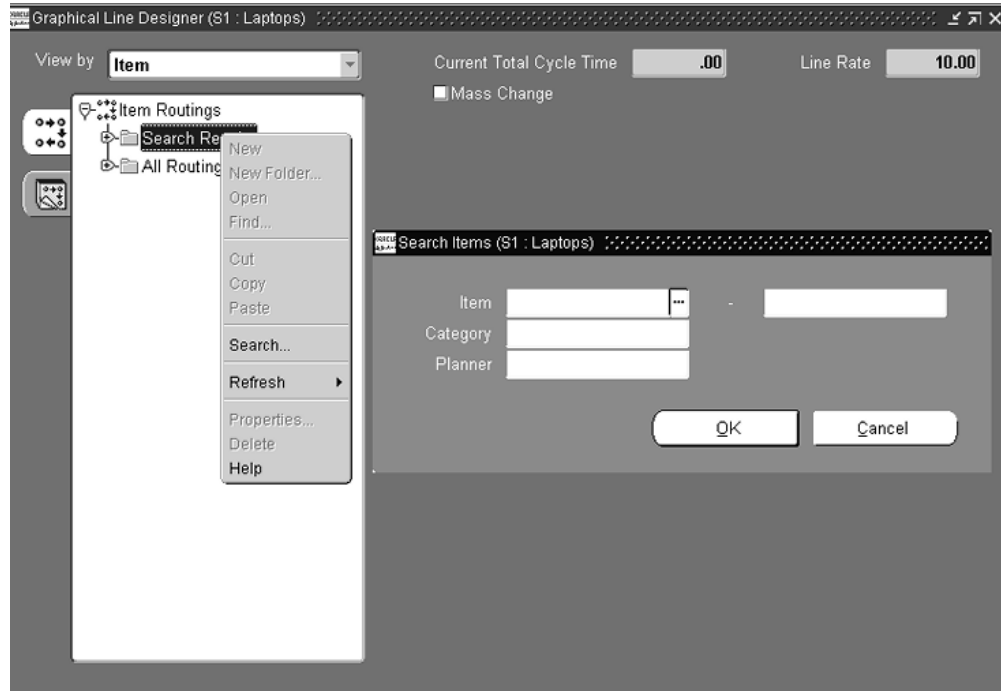 Graphical Line Designer (S1 : Laptops)
View by Item
Current Total Cycle Time .00 Line Rate 10.00
Mass Change
Item Routings
Search
All
New
New Folder...
Open
Find...
Cut
Copy
Paste
Search...
Refresh
Properties...
Delete
Help
Search Items (S1 : Laptops)
Item ... -
Category
Planner
OK Cancel